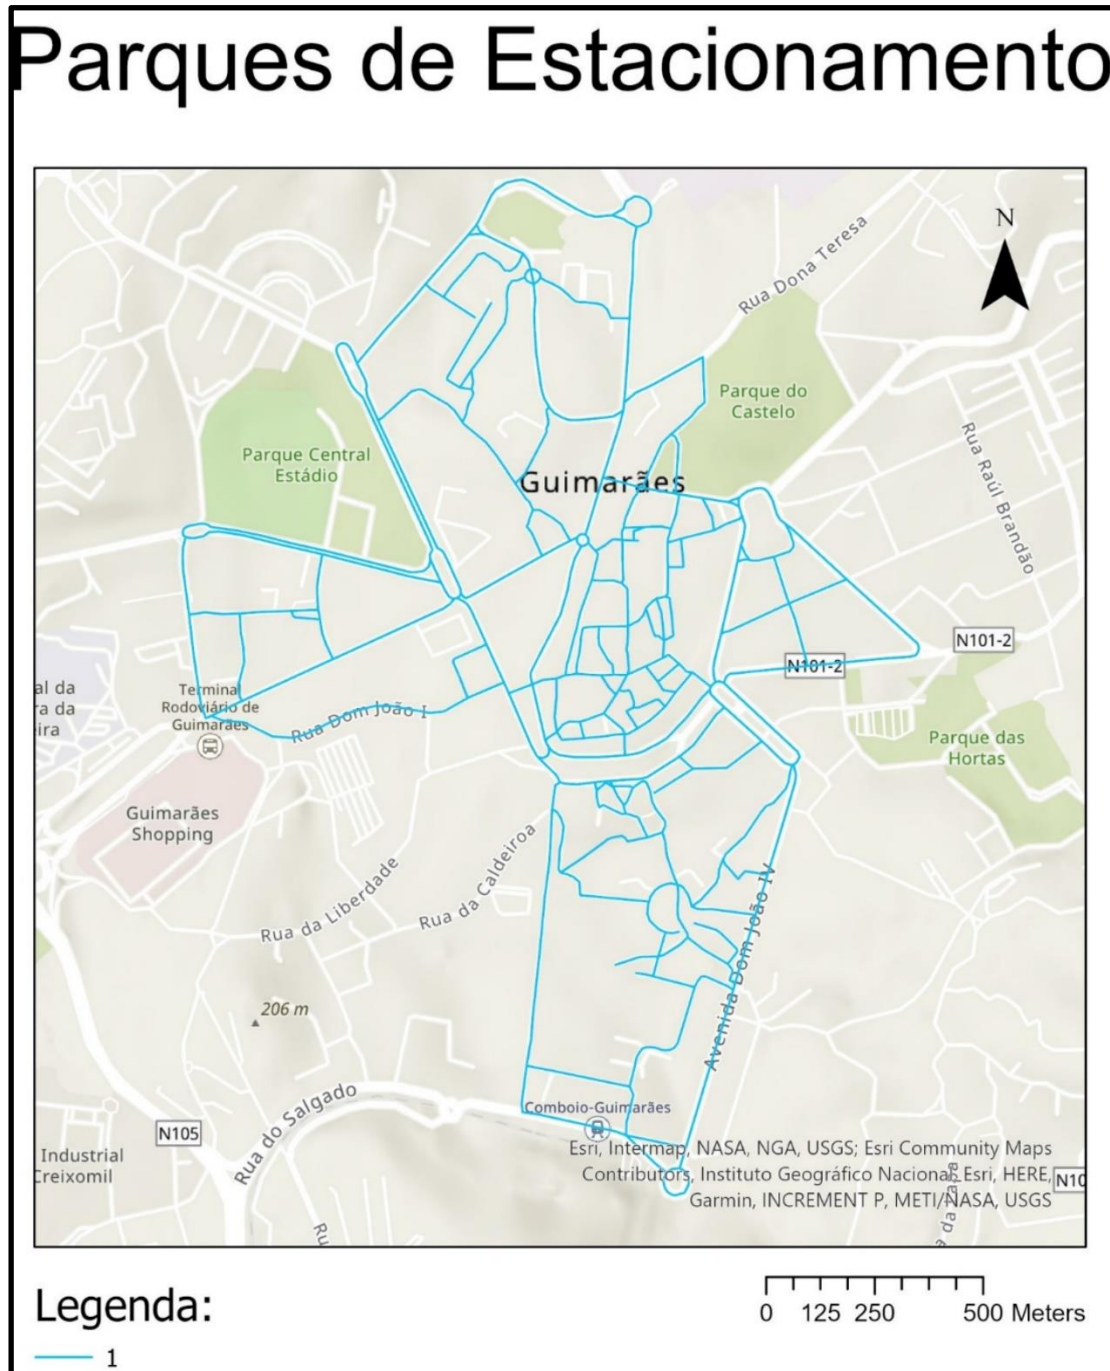 Parques de Estacionamento
N
Rua Dona Teresa
Parque do
Castelo
Parque Central
Estádio
Guimarães
Rua Raúl Brandão
N101-2
N101-2
al da
ra da
eira
Terminal
Rodoviário de
Guimarães
Rua Dom João I
Parque das
Hortas
Guimarães
Shopping
Rua da Caldeiroa
Rua da Liberdade
Avenida Dom João IV
206 m
Rua do Salgado
Comboio-Guimarães
N105
Industrial
Creixomil
Ru
Esri, Intermap, NASA, NGA, USGS; Esri Community Maps
Contributors, Instituto Geográfico Nacional, Esri, HERE,
Garmin, INCREMENT P, METI/NASA, USGS
N10
Legenda:
1
0 125 250 500 Meters